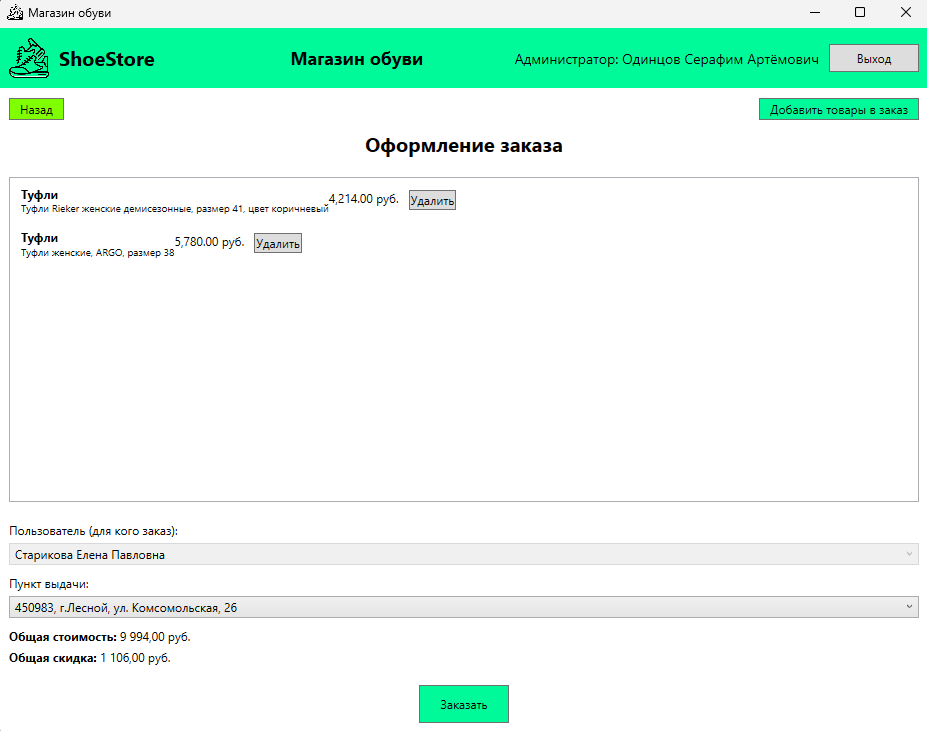 Магазин обуви
ShoeStore
Магазин обуви
Администратор: Одинцов Серафим Артёмович
Выход
Назад
Добавить товары в заказ
Оформление заказа
Туфли
Туфли Rieker женские демисезонные, размер 41, цвет коричневый
4,214.00 руб.
Удалить
Туфли
Туфли женские, ARGO, размер 38
5,780.00 руб.
Удалить
Пользователь (для кого заказ):
Старикова Елена Павловна
Пункт выдачи:
450983, г.Лесной, ул. Комсомольская, 26
Общая стоимость: 9 994,00 руб.
Общая скидка: 1 106,00 руб.
Заказать